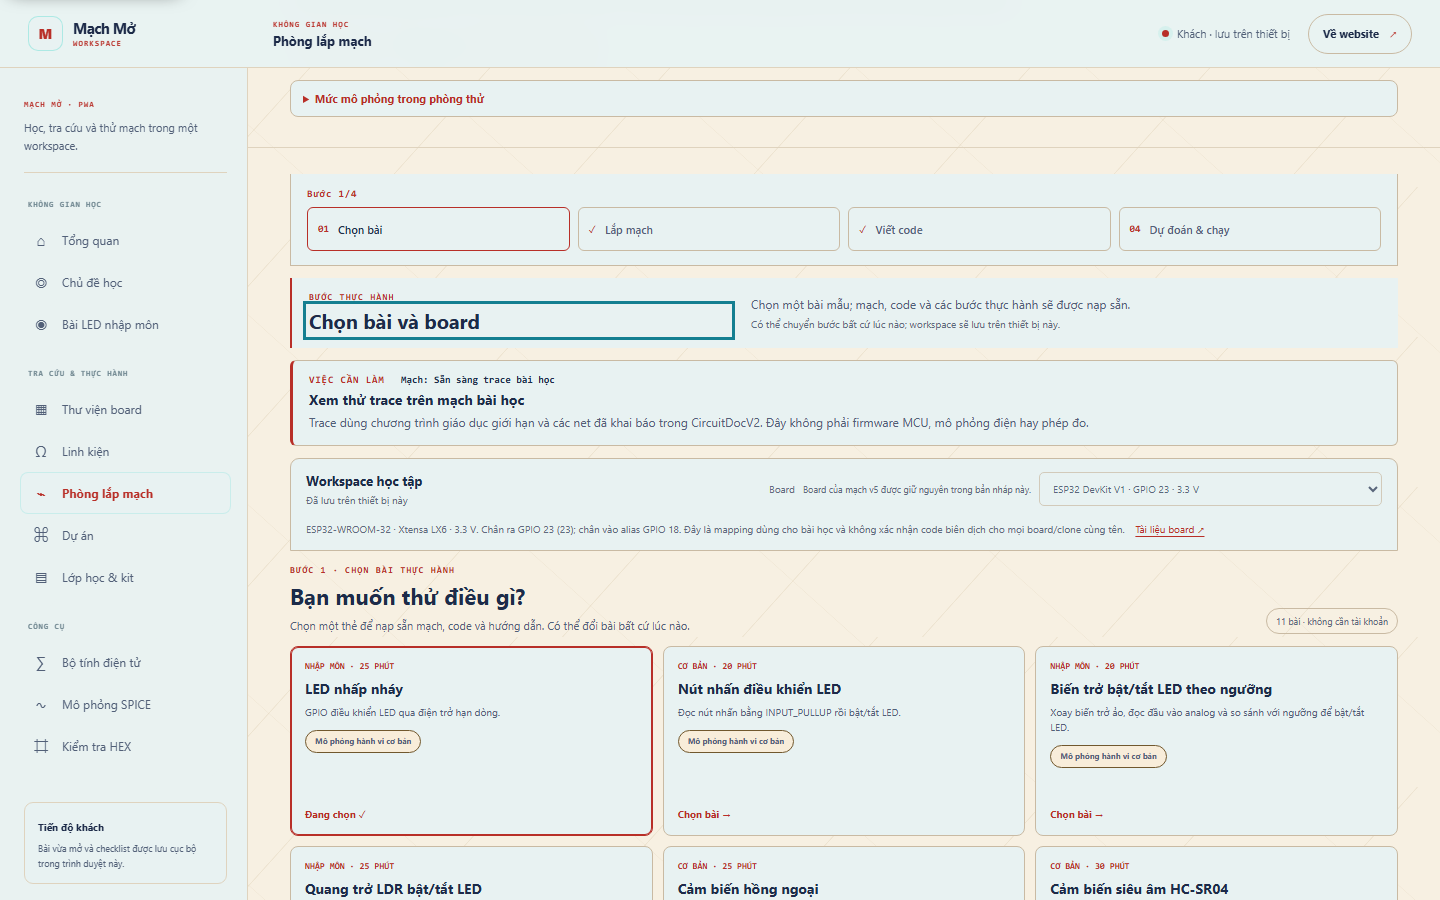 M
Mạch Mở
WORKSPACE
KHÔNG GIAN HỌC
Phòng lắp mạch
Khách · lưu trên thiết bị
Về website ↗
MẠCH MỞ · PWA
Học, tra cứu và thử mạch trong một
workspace.
KHÔNG GIAN HỌC
Tổng quan
Chủ đề học
Bài LED nhập môn
TRA CỨU & THỰC HÀNH
Thư viện board
Linh kiện
Phòng lắp mạch
Dự án
Lớp học & kit
CÔNG CỤ
Bộ tính điện tử
Mô phỏng SPICE
Kiểm tra HEX
Tiến độ khách
Bài vừa mở và checklist được lưu cục bộ
trong trình duyệt này.
▶ Mức mô phỏng trong phòng thử
Bước 1/4
01 Chọn bài
✓ Lắp mạch
✓ Viết code
04 Dự đoán & chạy
BƯỚC THỰC HÀNH
Chọn bài và board
Chọn một bài mẫu; mạch, code và các bước thực hành sẽ được nạp sẵn.
Có thể chuyển bước bất cứ lúc nào; workspace sẽ lưu trên thiết bị này.
VIỆC CẦN LÀM Mạch: Sẵn sàng trace bài học
Xem thử trace trên mạch bài học
Trace dùng chương trình giáo dục giới hạn và các net đã khai báo trong CircuitDocV2. Đây không phải firmware MCU, mô phỏng điện hay phép đo.
Workspace học tập
Đã lưu trên thiết bị này
Board Board của mạch v5 được giữ nguyên trong bản nháp này.
ESP32 DevKit V1 · GPIO 23 · 3.3 V
ESP32-WROOM-32 · Xtensa LX6 · 3.3 V. Chân ra GPIO 23 (23); chân vào alias GPIO 18. Đây là mapping dùng cho bài học và không xác nhận code biên dịch cho mọi board/clone cùng tên. Tài liệu board ↗
BƯỚC 1 · CHỌN BÀI THỰC HÀNH
Bạn muốn thử điều gì?
Chọn một thẻ để nạp sẵn mạch, code và hướng dẫn. Có thể đổi bài bất cứ lúc nào.
11 bài · không cần tài khoản
NHẬP MÔN · 25 PHÚT
LED nhấp nháy
GPIO điều khiển LED qua điện trở hạn dòng.
Mô phỏng hành vi cơ bản
Đang chọn ✓
CƠ BẢN · 20 PHÚT
Nút nhấn điều khiển LED
Đọc nút nhấn bằng INPUT_PULLUP rồi bật/tắt LED.
Mô phỏng hành vi cơ bản
Chọn bài →
NHẬP MÔN · 20 PHÚT
Biến trở bật/tắt LED theo ngưỡng
Xoay biến trở ảo, đọc đầu vào analog và so sánh với ngưỡng để bật/tắt
LED.
Mô phỏng hành vi cơ bản
Chọn bài →
NHẬP MÔN · 25 PHÚT
Quang trở LDR bật/tắt LED
CƠ BẢN · 25 PHÚT
Cảm biến hồng ngoại
CƠ BẢN · 30 PHÚT
Cảm biến siêu âm HC-SR04